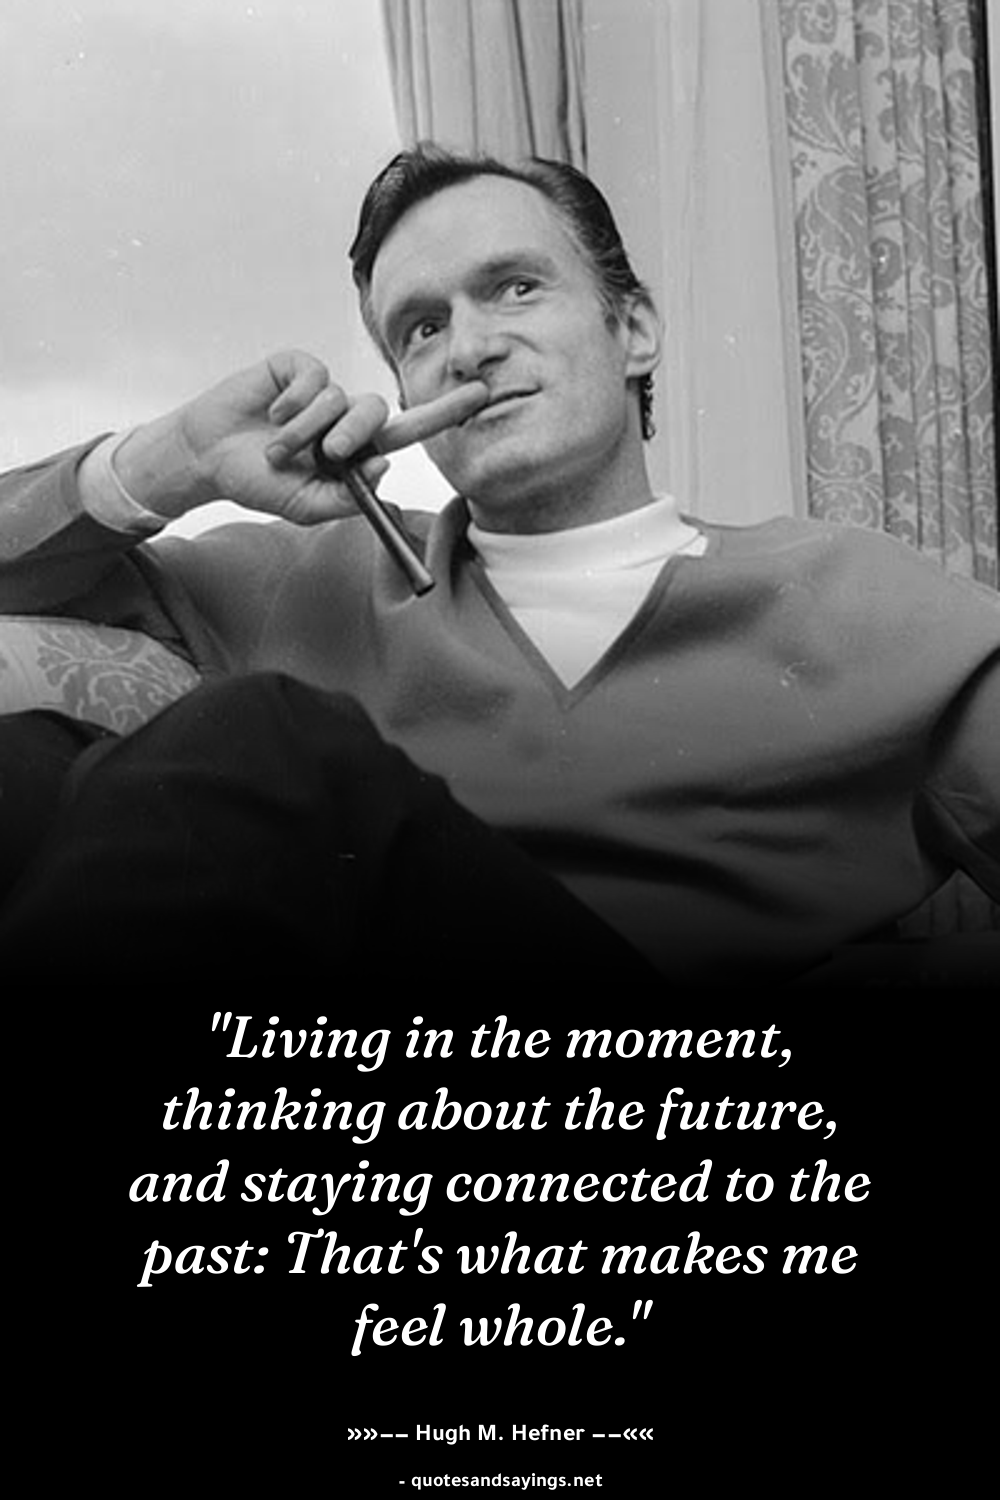 "Living in the moment,
thinking about the future,
and staying connected to the
past: That's what makes me
feel whole."
»»–– Hugh M. Hefner ––««
- quotesandsayings.net